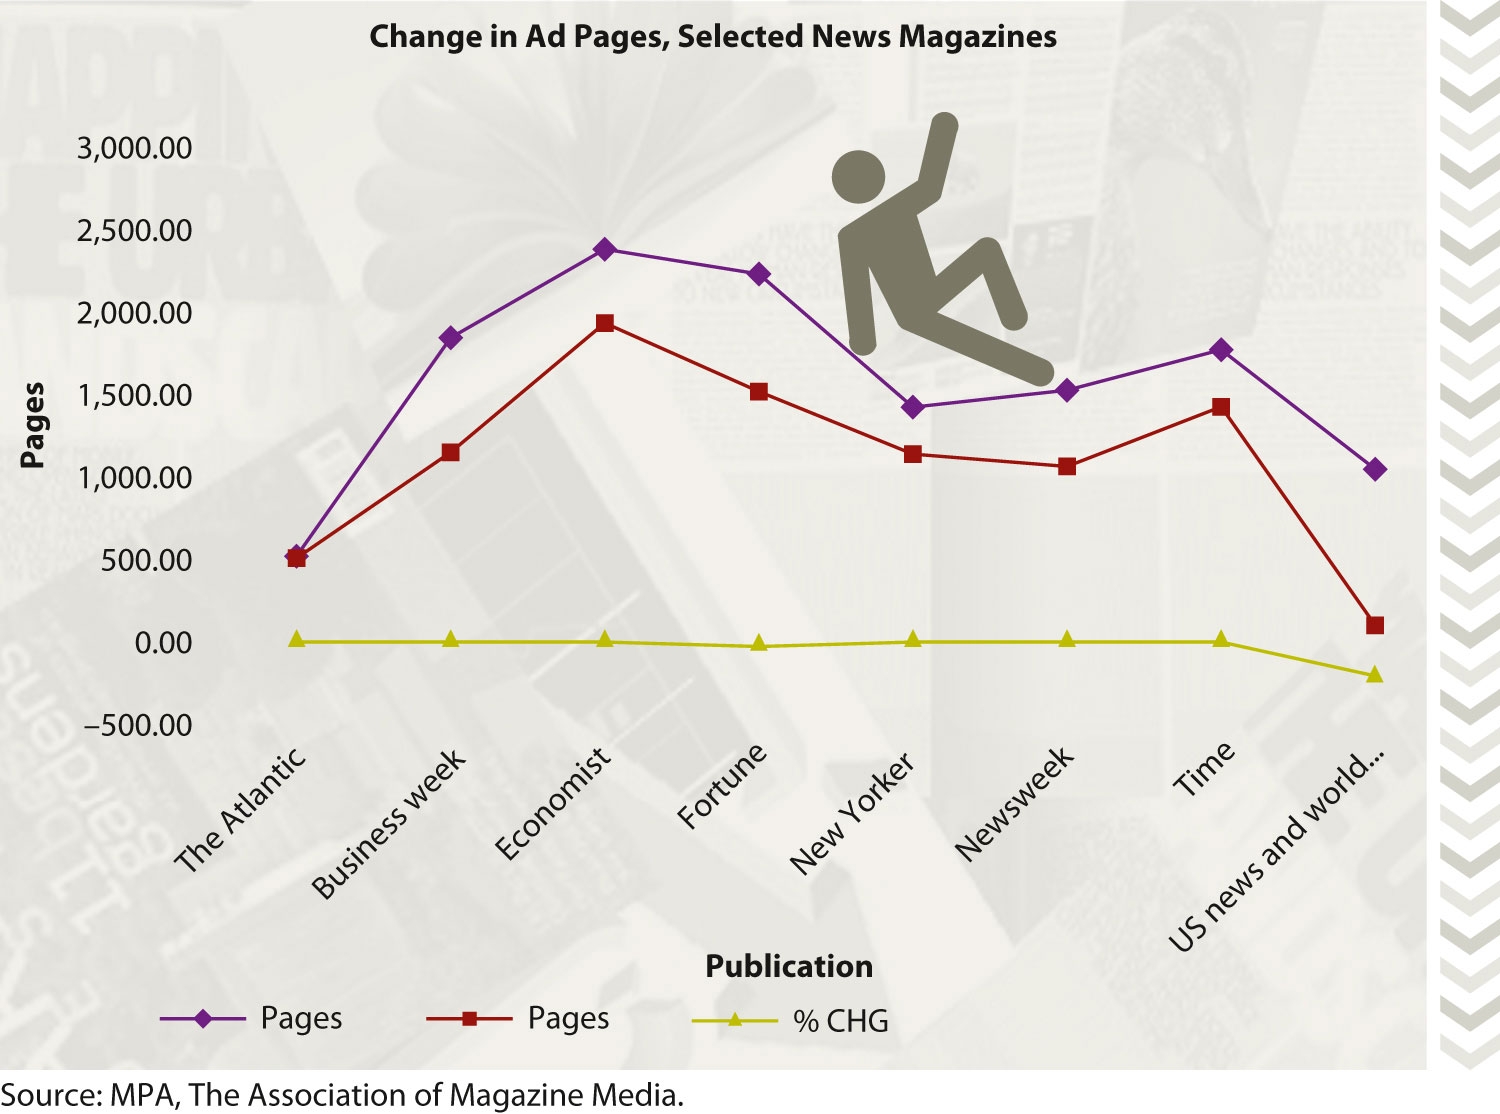 Change in Ad Pages, Selected News Magazines
3,000.00
2,500.00
2,000.00
1,500.00
1,000.00
500.00
0.00
–500.00
Pages
The Atlantic
Business week
Economist
Fortune
New Yorker
Newsweek
Time
US news and world...
Publication
Pages
Pages
% CHG
Source: MPA, The Association of Magazine Media.